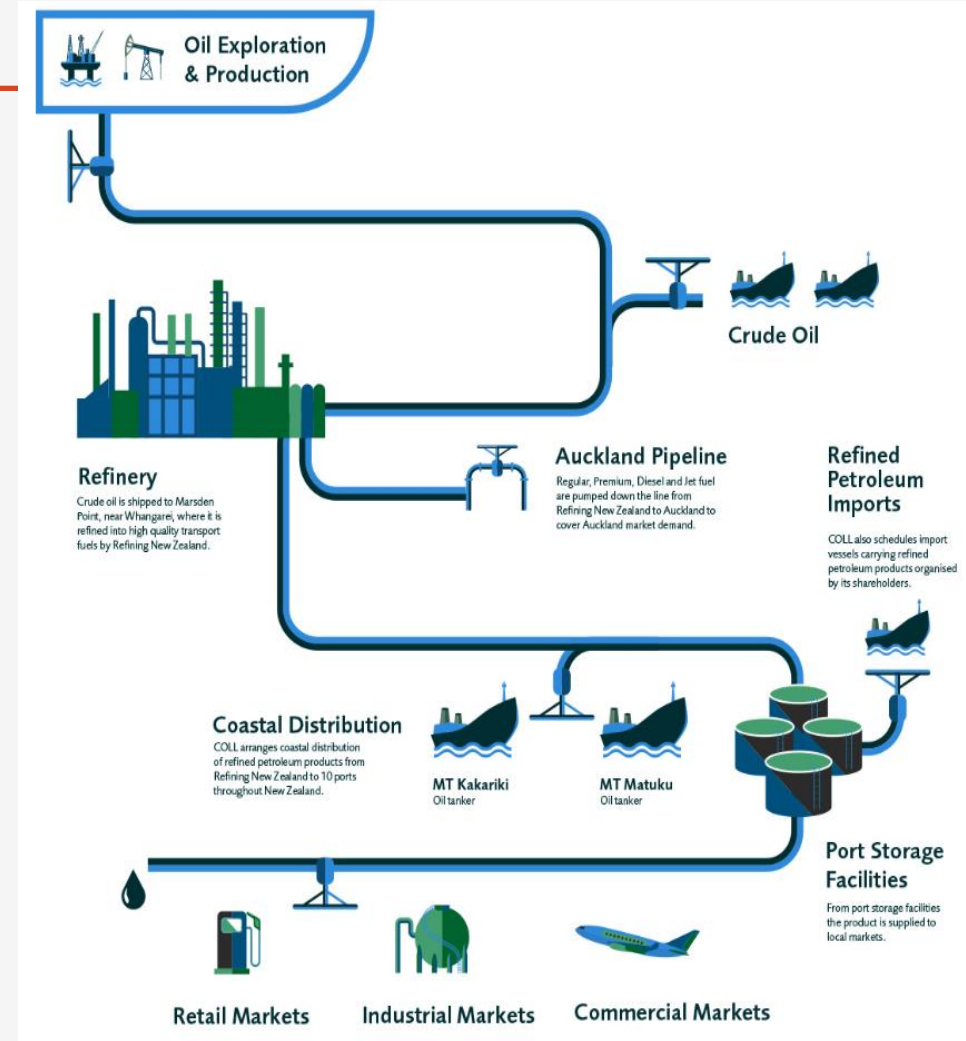 Oil Exploration
& Production
Crude Oil
Refinery
Crude oil is shipped to Marsden
Point, near Whangarei, where it is
refined into high quality transport
fuels by Refining New Zealand.
Auckland Pipeline
Regular, Premium, Diesel and Jet fuel
are pumped down the line from
Refining New Zealand to Auckland to
cover Auckland market demand.
Refined
Petroleum
Imports
COLL also schedules import
vessels carrying refined
petroleum products organised
by its shareholders.
Coastal Distribution
COLL arranges coastal distribution
of refined petroleum products from
Refining New Zealand to 10 ports
throughout New Zealand.
MT Kakariki
Oil tanker
MT Matuku
Oil tanker
Port Storage
Facilities
From port storage facilities
the product is supplied to
local markets.
Retail Markets
Industrial Markets
Commercial Markets